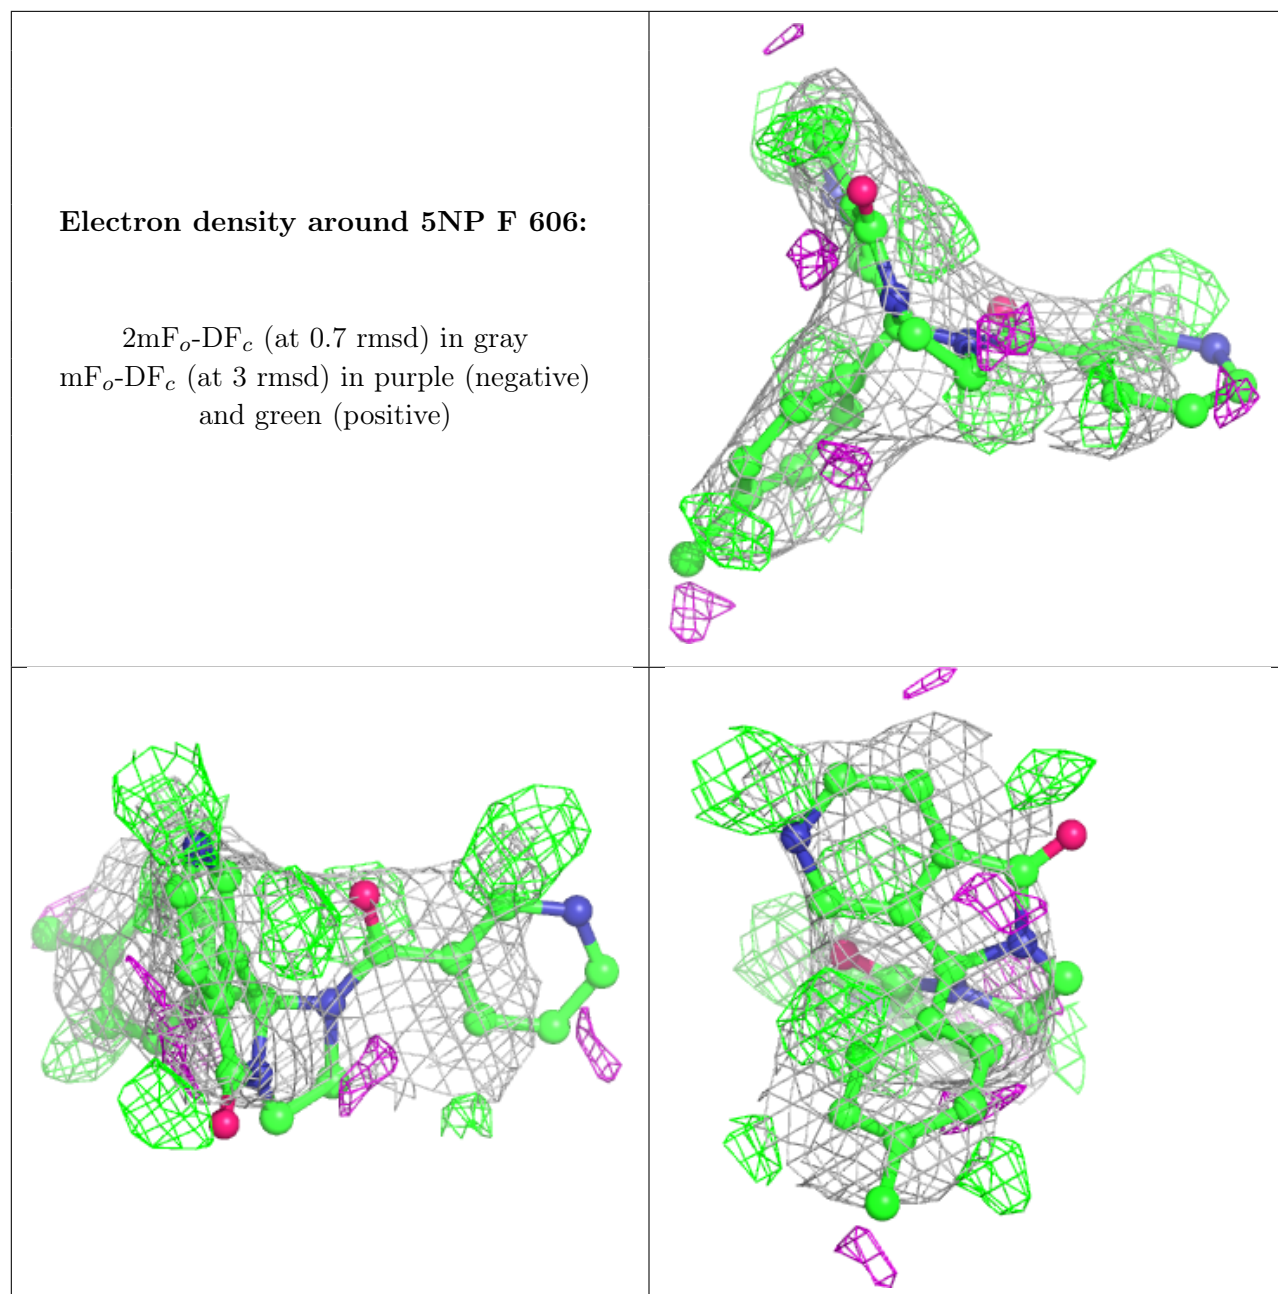 Electron density around 5NP F 606:
2mFo-DFc (at 0.7 rmsd) in gray
mFo-DFc (at 3 rmsd) in purple (negative)
and green (positive)